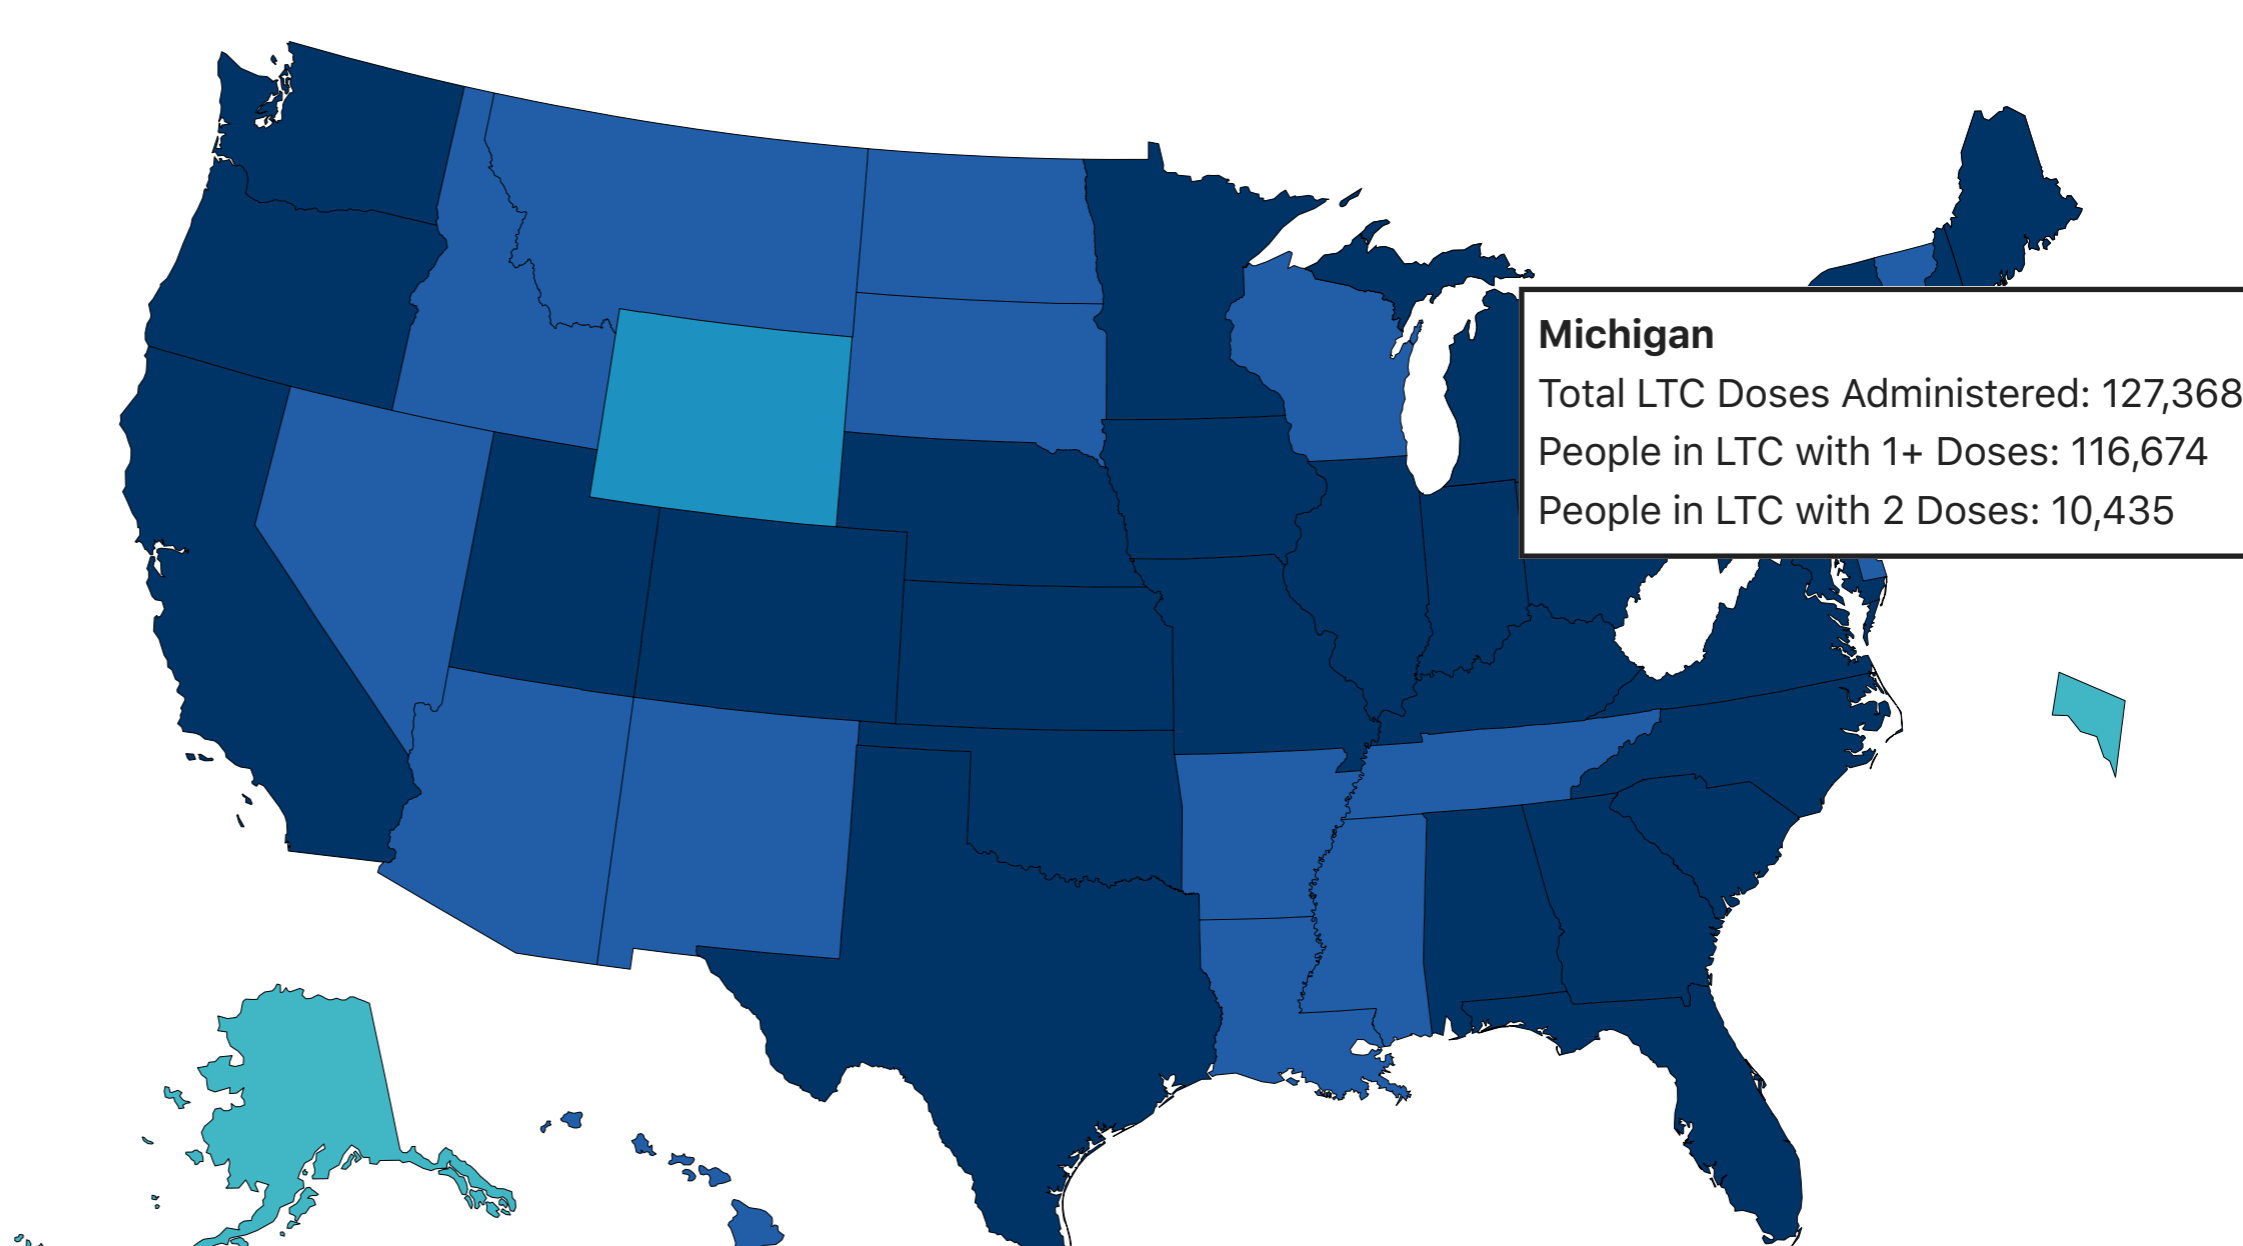 Michigan
Total LTC Doses Administered: 127,368
People in LTC with 1+ Doses: 116,674
People in LTC with 2 Doses: 10,435